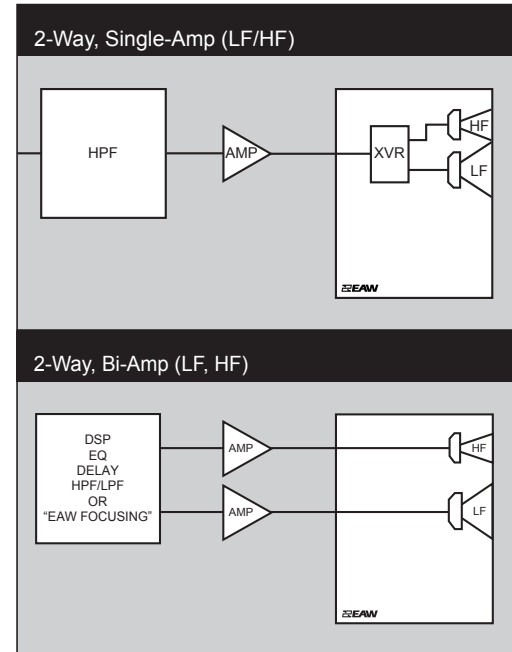 2-Way, Single-Amp (LF/HF)
HPF
AMP
XVR
HF
LF
EAW
2-Way, Bi-Amp (LF, HF)
DSP
EQ
DELAY
HPF/LPF
OR
“EAW FOCUSING”
AMP
AMP
HF
LF
EAW